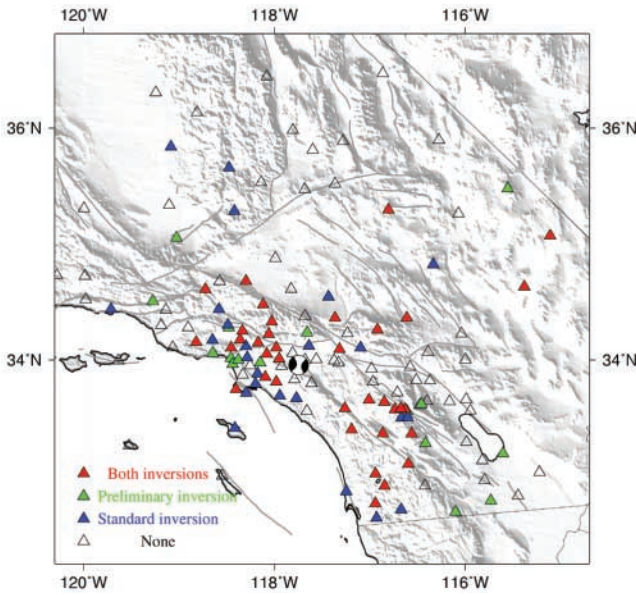 120°W 118°W 116°W
36°N 36°N
34°N 34°N
Both inversions
Preliminary inversion
Standard inversion
None
120°W 118°W 116°W